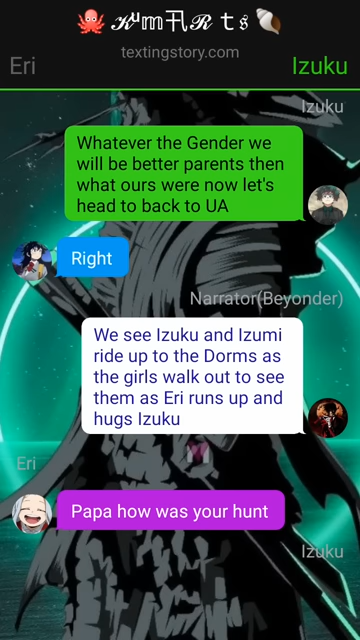 textingstory.com
Eri
Izuku
Izuku
Whatever the Gender we
will be better parents then
what ours were now let's
head to back to UA
Right
Narrator(Beyonder)
We see Izuku and Izumi
ride up to the Dorms as
the girls walk out to see
them as Eri runs up and
hugs Izuku
Eri
Papa how was your hunt
Izuku